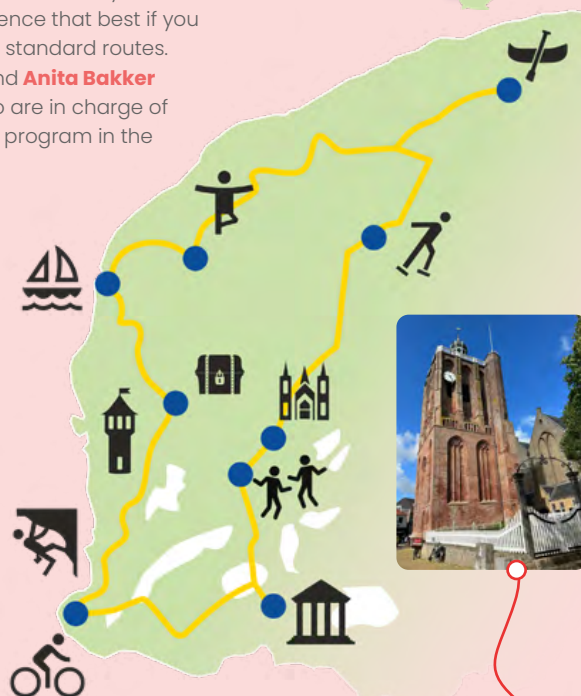 ence that best if you
standard routes.
nd Anita Bakker
o are in charge of
program in the